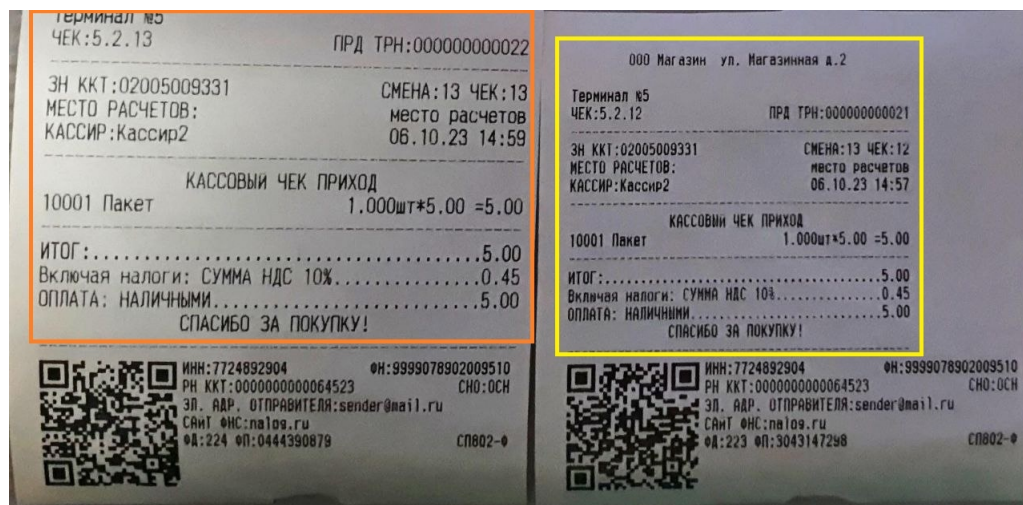 Терминал №5
ЧЕК:5.2.13 ПРД ТРН:000000000022
ЗН ККТ:02005009331 СМЕНА:13 ЧЕК:13
МЕСТО РАСЧЕТОВ: место расчетов
КАССИР:Кассир2 06.10.23 14:59
КАССОВЫЙ ЧЕК ПРИХОД
10001 Пакет 1.000шт*5.00 =5.00
ИТОГ:......................................5.00
Включая налоги: СУММА НДС 10%..............0.45
ОПЛАТА: НАЛИЧНЫМИ..........................5.00
СПАСИБО ЗА ПОКУПКУ!
ИНН:7724892904 ФН:9999078902009510
РН ККТ:0000000000064523 СНО:ОСН
ЭЛ. АДР. ОТПРАВИТЕЛЯ:sender@mail.ru
САЙТ ФНС:nalog.ru
ФД:224 ФП:0444390879 СП802-Ф
ООО Магазин ул. Магазинная д.2
Терминал №5
ЧЕК:5.2.12 ПРД ТРН:000000000021
ЗН ККТ:02005009331 СМЕНА:13 ЧЕК:12
МЕСТО РАСЧЕТОВ: место расчетов
КАССИР:Кассир2 06.10.23 14:57
КАССОВЫЙ ЧЕК ПРИХОД
10001 Пакет 1.000шт*5.00 =5.00
ИТОГ:......................................5.00
Включая налоги: СУММА НДС 10%..............0.45
ОПЛАТА: НАЛИЧНЫМИ..........................5.00
СПАСИБО ЗА ПОКУПКУ!
ИНН:7724892904 ФН:9999078902009510
РН ККТ:0000000000064523 СНО:ОСН
ЭЛ. АДР. ОТПРАВИТЕЛЯ:sender@mail.ru
САЙТ ФНС:nalog.ru
ФД:223 ФП:3043147298 СП802-Ф